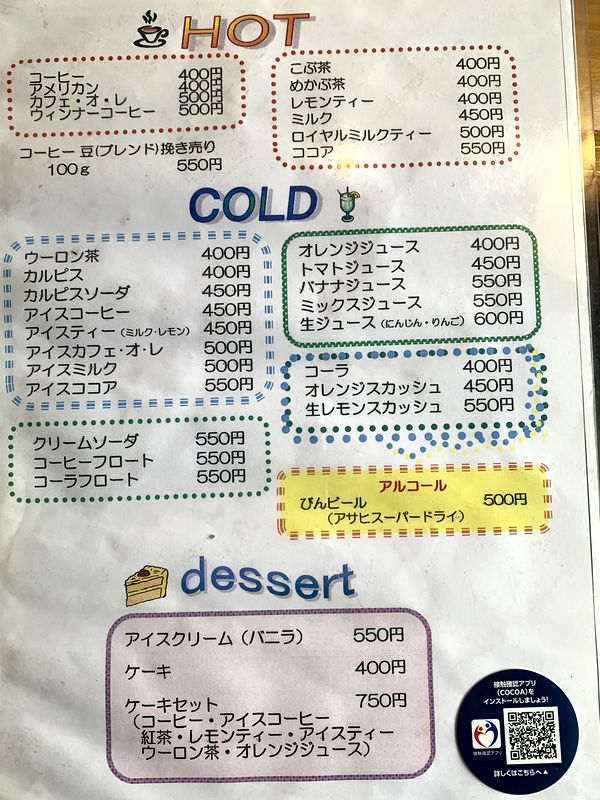 HOT
コーヒー 400円
アメリカン 400円
カフェ・オ・レ 500円
ウィンナーコーヒー 500円
コーヒー 豆(ブレンド)挽き売り
100g 550円
こぶ茶 400円
めかぶ茶 400円
レモンティー 400円
ミルク 450円
ロイヤルミルクティー 500円
ココア 550円
COLD
ウーロン茶 400円
カルピス 400円
カルピスソーダ 450円
アイスコーヒー 450円
アイスティー(ミルク・レモン) 450円
アイスカフェ・オ・レ 500円
アイスミルク 500円
アイスココア 550円
オレンジジュース 400円
トマトジュース 450円
バナナジュース 550円
ミックスジュース 550円
生ジュース(にんじん・りんご) 600円
コーラ 400円
オレンジスカッシュ 450円
生レモンスカッシュ 550円
クリームソーダ 550円
コーヒーフロート 550円
コーラフロート 550円
アルコール
びんビール 500円
(アサヒスーパードライ)
dessert
アイスクリーム(バニラ) 550円
ケーキ 400円
ケーキセット 750円
(コーヒー・アイスコーヒー
紅茶・レモンティー・アイスティー
ウーロン茶・オレンジジュース)
接触確認アプリ
(COCOA)を
インストールしましょう!
接触確認アプリ
詳しくはこちらへ▲